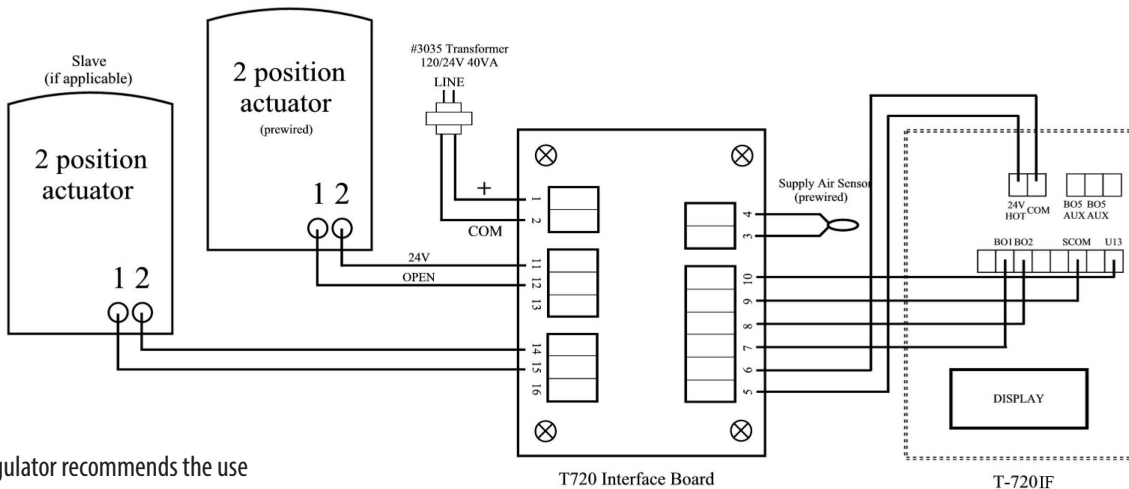 Slave
(if applicable)
2 position
actuator
1 2
2 position
actuator
(prewired)
1 2
#3035 Transformer
120/24V 40VA
LINE
+
COM
24V
OPEN
1
2
11
12
13
14
15
16
4
3
10
9
8
7
6
5
Supply Air Sensor
(prewired)
24V
HOT
COM
BO5 BO5
AUX AUX
BO1 BO2 SCOM U13
DISPLAY
gulator recommends the use
T720 Interface Board
T-720IF